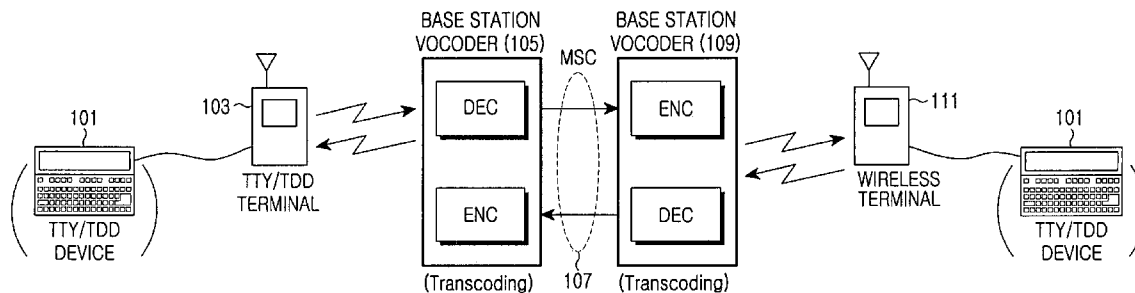 BASE STATION
VOCODER (105)
BASE STATION
VOCODER (109)
MSC
101
103
DEC
ENC
111
101
TTY/TDD
TERMINAL
WIRELESS
TERMINAL
TTY/TDD
DEVICE
ENC
DEC
TTY/TDD
DEVICE
(Transcoding)
107
(Transcoding)